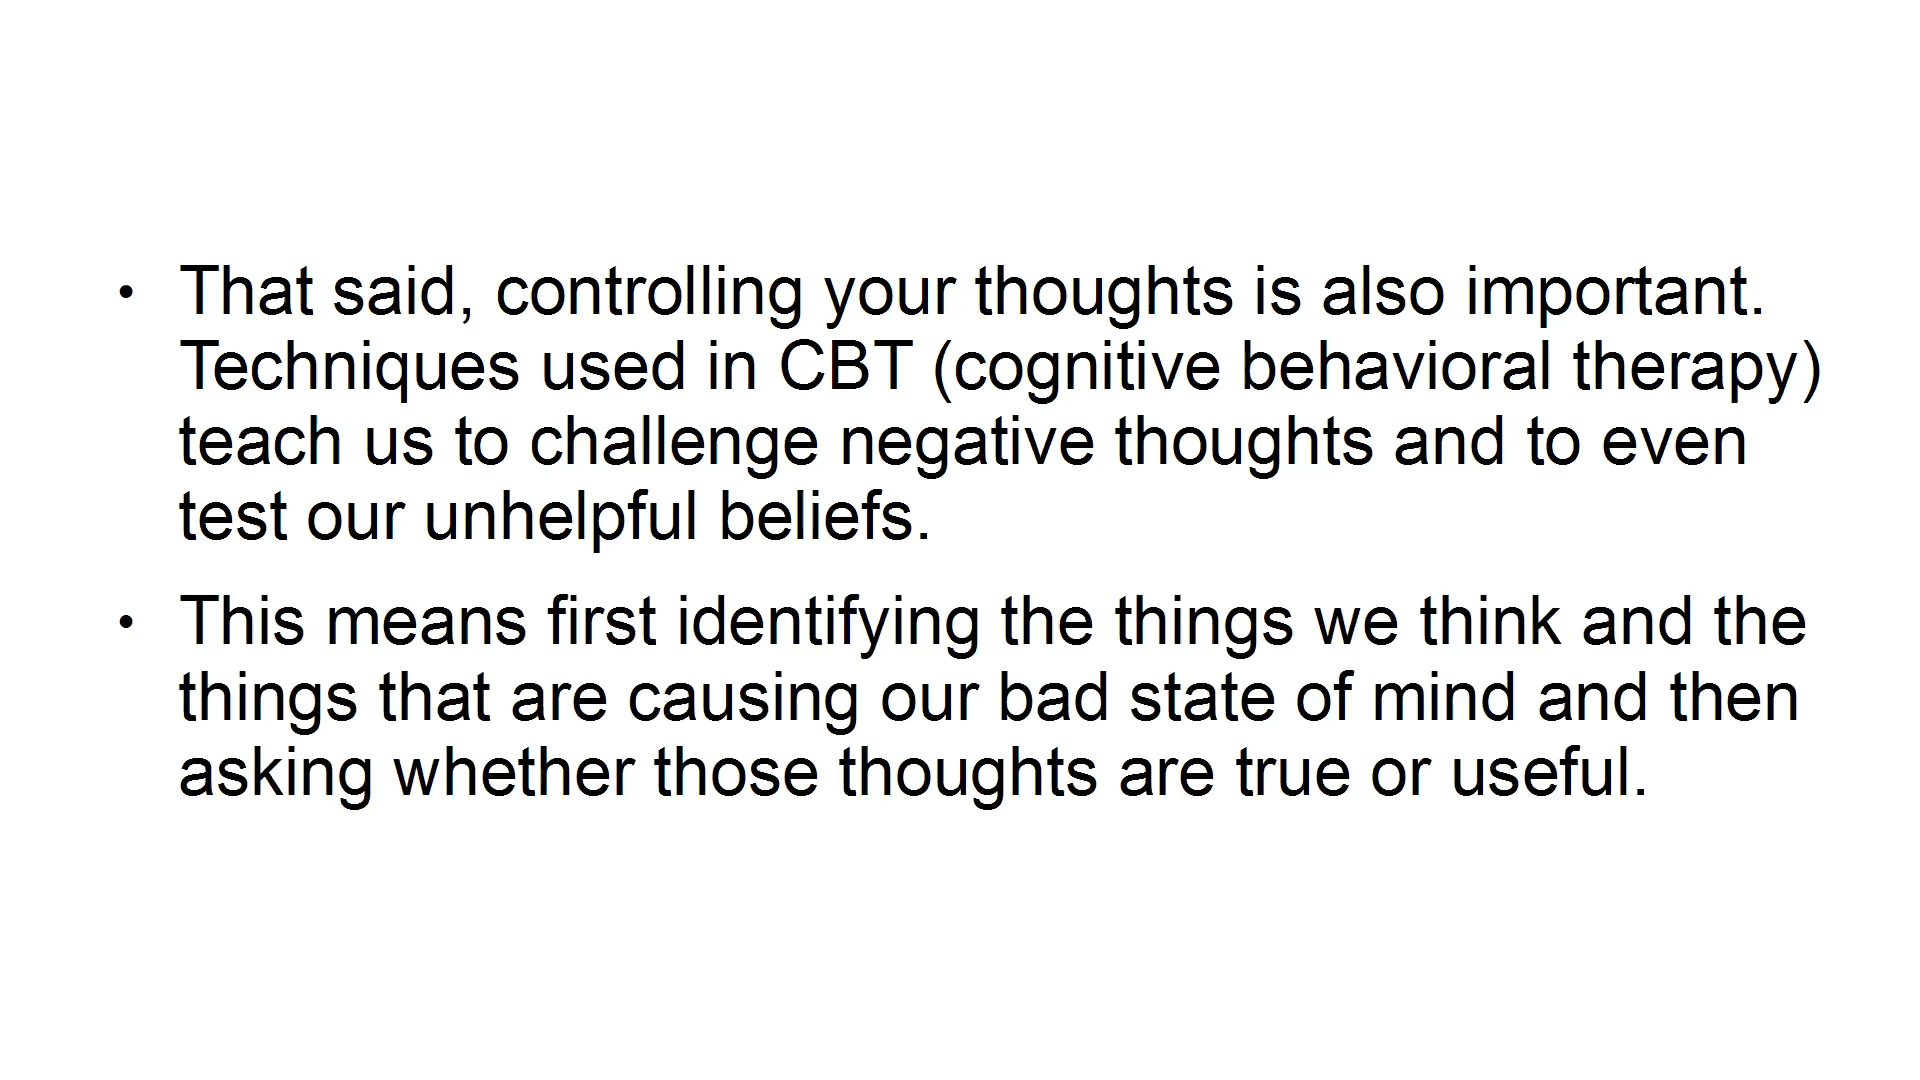 • That said, controlling your thoughts is also important.
Techniques used in CBT (cognitive behavioral therapy)
teach us to challenge negative thoughts and to even
test our unhelpful beliefs.
• This means first identifying the things we think and the
things that are causing our bad state of mind and then
asking whether those thoughts are true or useful.